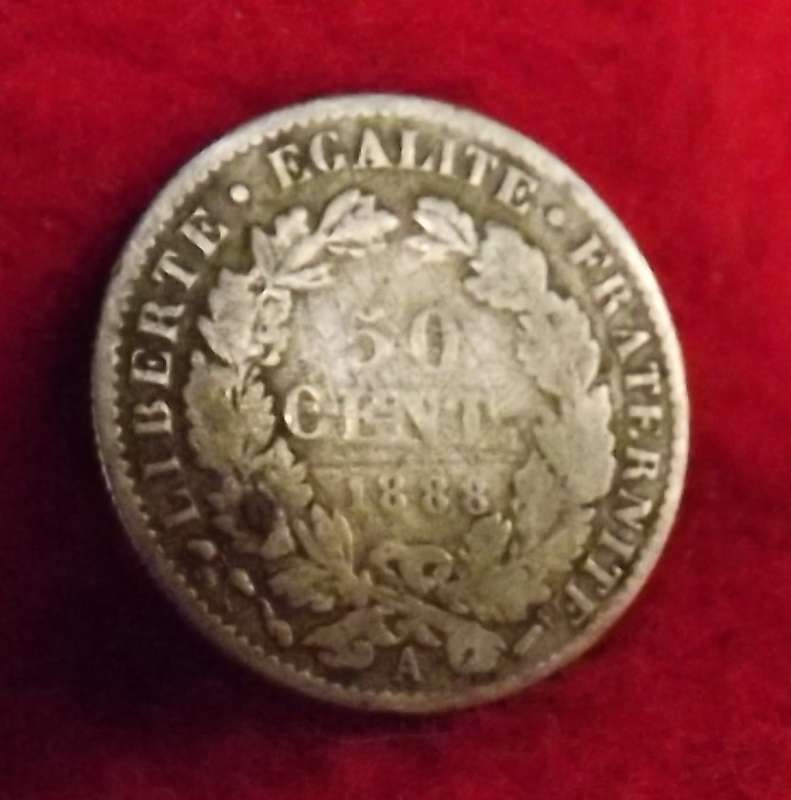 LIBERTE • EGALITE • FRATERNITE
50
CENT.
1888
A